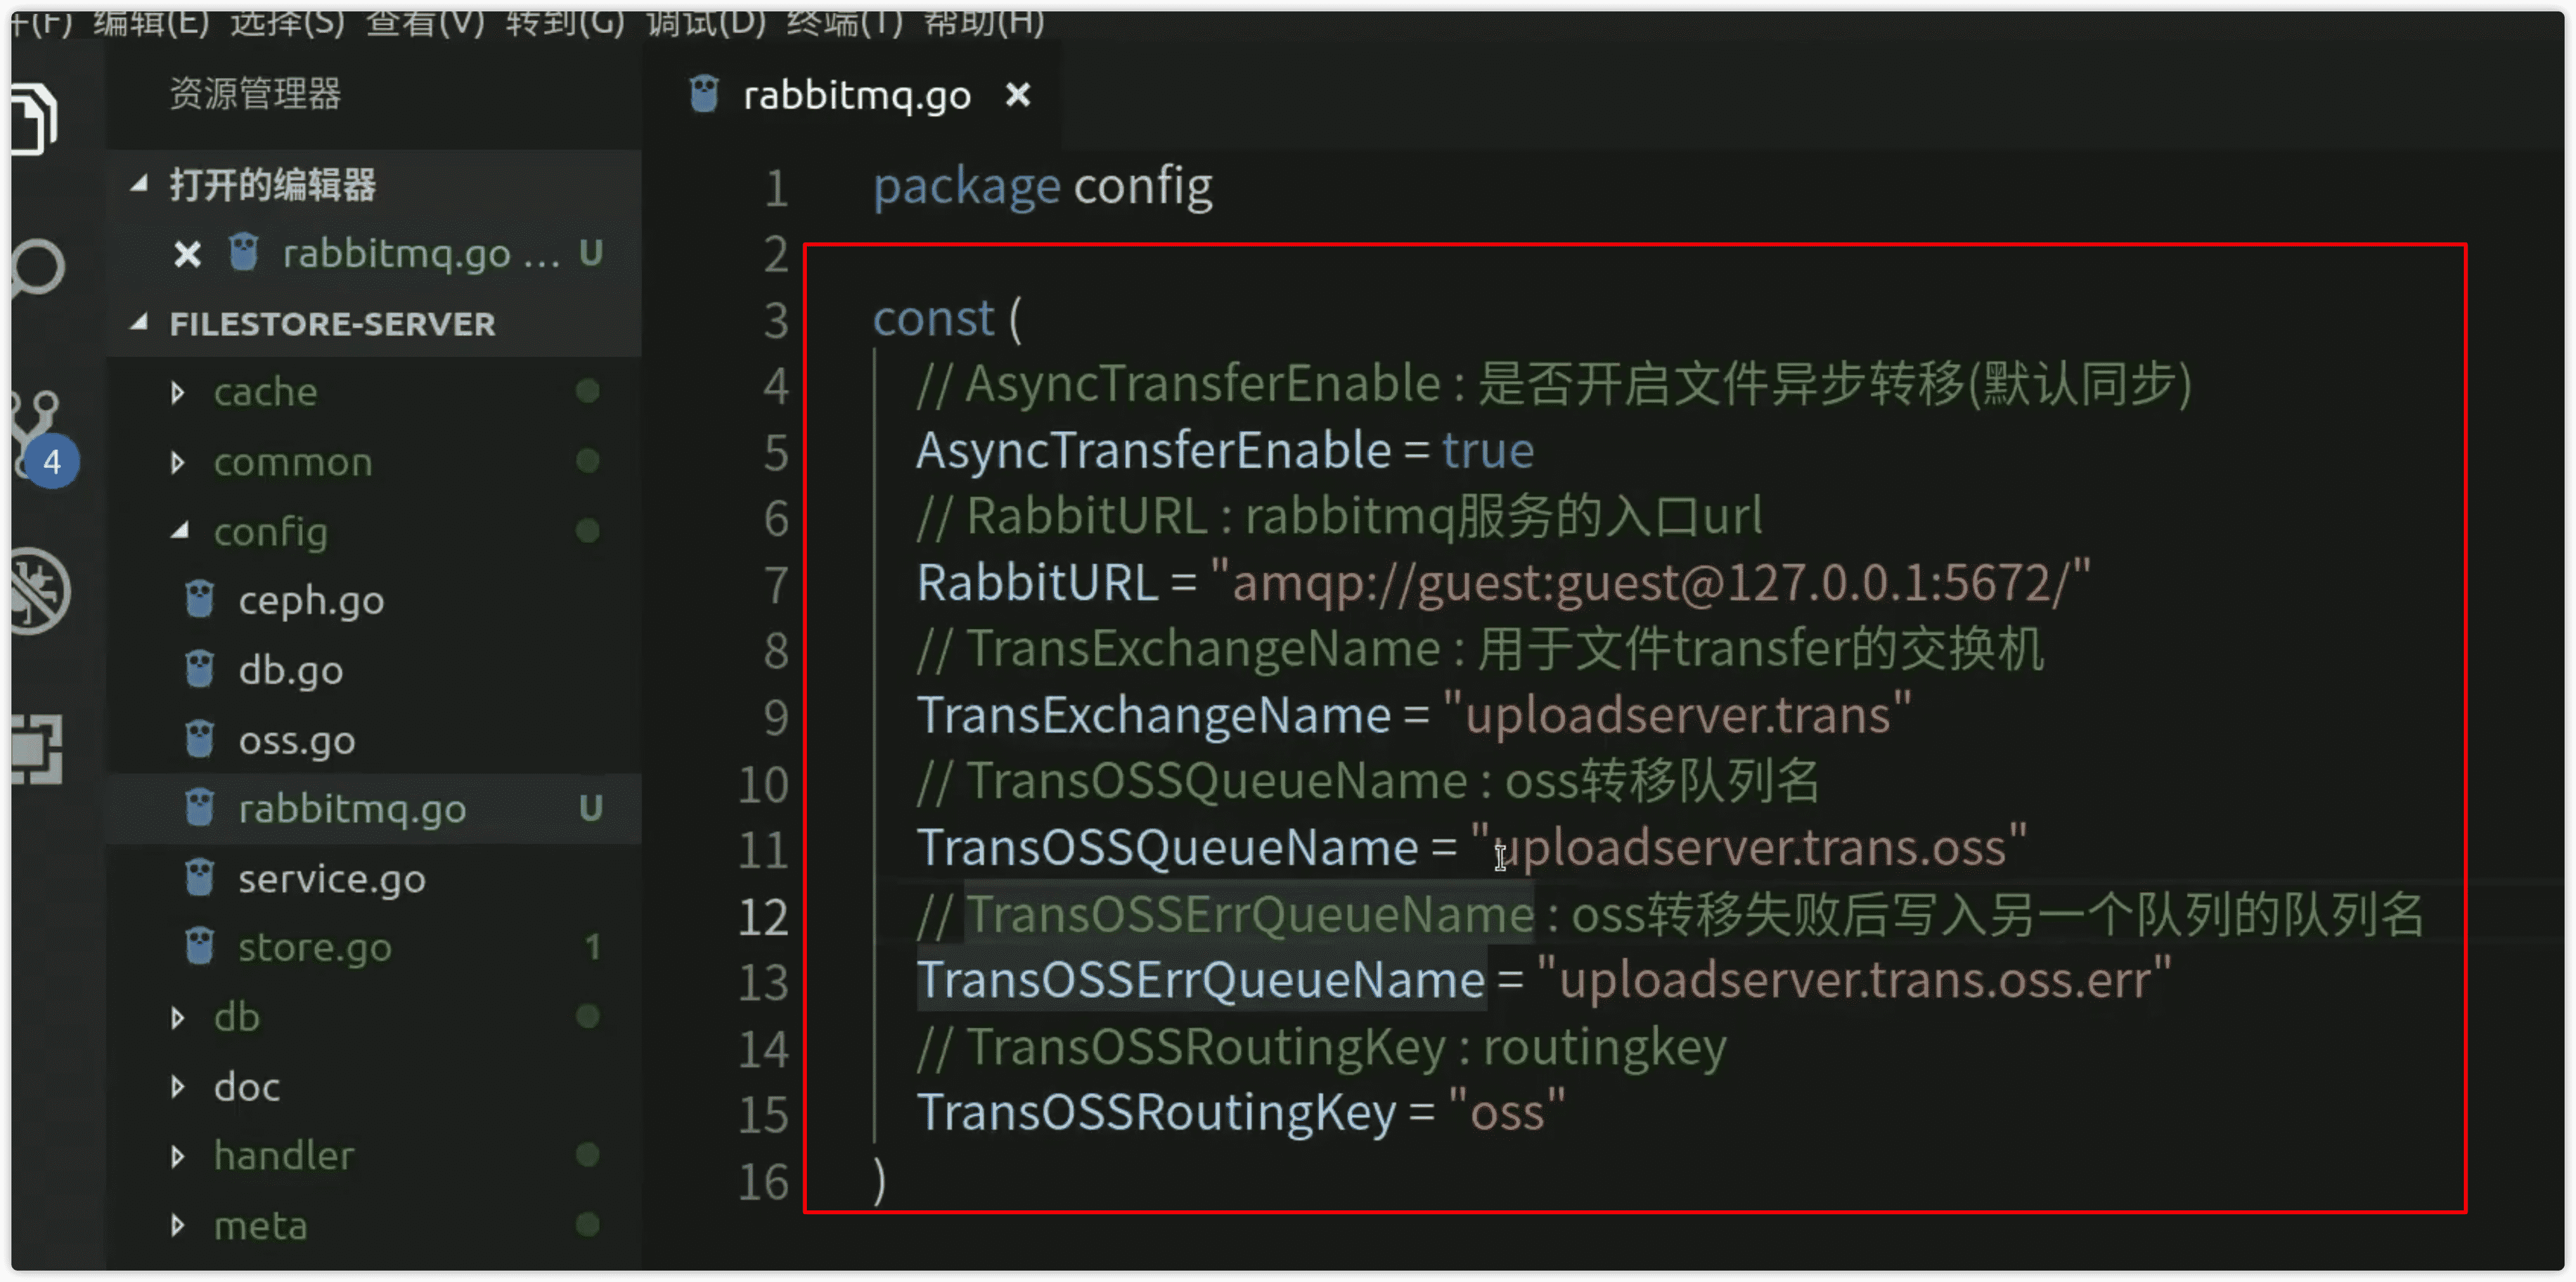 编辑(E) 选择(S) 查看(V) 转到(G) 调试(D) 终端(T) 帮助(H)
资源管理器
打开的编辑器
rabbitmq.go ... U
FILESTORE-SERVER
cache
common
config
ceph.go
db.go
oss.go
rabbitmq.go U
service.go
store.go 1
db
doc
handler
meta
4
rabbitmq.go
1 package config
2
3 const (
4 // AsyncTransferEnable : 是否开启文件异步转移(默认同步)
5 AsyncTransferEnable = true
6 // RabbitURL : rabbitmq服务的入口url
7 RabbitURL = "amqp://guest:guest@127.0.0.1:5672/"
8 // TransExchangeName : 用于文件transfer的交换机
9 TransExchangeName = "uploadserver.trans"
10 // TransOSSQueueName : oss转移队列名
11 TransOSSQueueName = "uploadserver.trans.oss"
12 // TransOSSErrQueueName : oss转移失败后写入另一个队列的队列名
13 TransOSSErrQueueName = "uploadserver.trans.oss.err"
14 // TransOSSRoutingKey : routingkey
15 TransOSSRoutingKey = "oss"
16 )